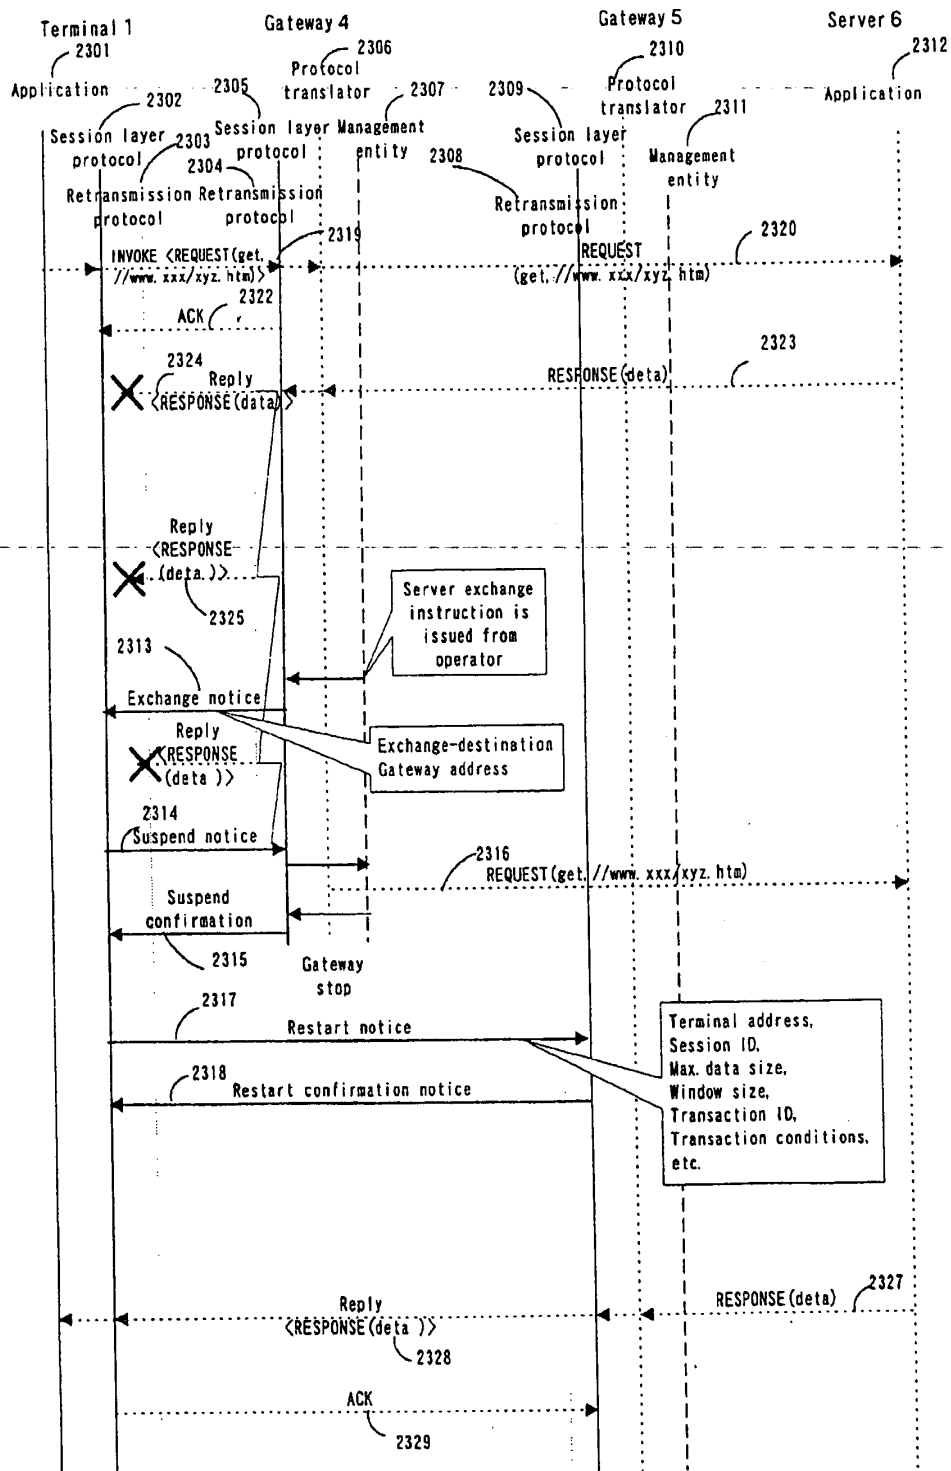 Terminal 1
Gateway 4
Gateway 5
Server 6
2301
2306
2310
2312
Application
2302
2305
Protocol
translator
2307
2309
Protocol
translator
2311
Application
Session layer
protocol
2303
2304
Session layer
protocol
Management
entity
2308
Session layer
protocol
Management
entity
Retransmission
protocol
Retransmission
protocol
Retransmission
protocol
INVOKE <REQUEST(get,
//www.xxx/xyz.htm)>
2319
REQUEST
(get,//www.xxx/xyz.htm)
2320
2322
ACK
2323
2324
Reply
<RESPONSE(data)>
RESPONSE(deta)
Reply
<RESPONSE
(deta )>
2325
Server exchange
instruction is
issued from
operator
2313
Exchange notice
Reply
<RESPONSE
(deta )>
Exchange-destination
Gateway address
2314
Suspend notice
2316
REQUEST(get,//www.xxx/xyz.htm)
Suspend
confirmation
2315
Gateway
stop
2317
Restart notice
Terminal address,
Session ID,
Max. data size,
Window size,
Transaction ID,
Transaction conditions,
etc.
2318
Restart confirmation notice
2327
RESPONSE(deta)
Reply
<RESPONSE(deta )>
2328
ACK
2329